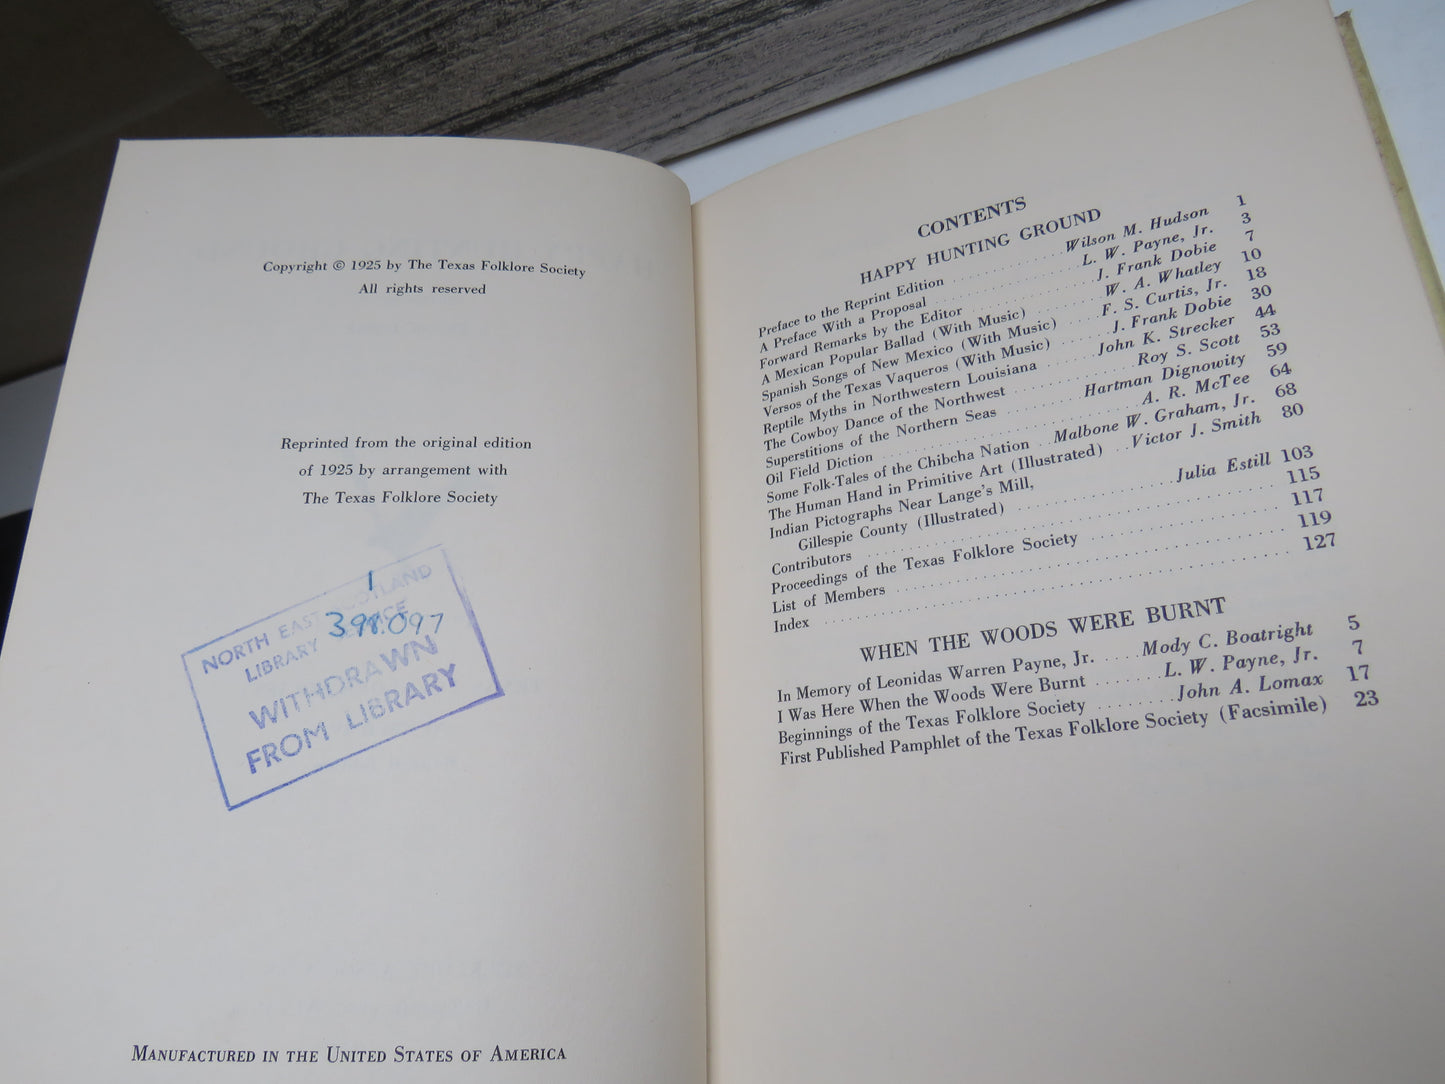 Copyright © 1925 by The Texas Folklore Society
All rights reserved
Reprinted from the original edition
of 1925 by arrangement with
The Texas Folklore Society
1
398.097
NORTH EAST SCOTLAND
LIBRARY SERVICE
WITHDRAWN
FROM LIBRARY
MANUFACTURED IN THE UNITED STATES OF AMERICA
CONTENTS
HAPPY HUNTING GROUND
Preface to the Reprint Edition Wilson M. Hudson 1
A Preface With a Proposal L. W. Payne, Jr. 3
Forward Remarks by the Editor J. Frank Dobie 7
A Mexican Popular Ballad (With Music) W. A. Whatley 10
Spanish Songs of New Mexico (With Music) F. S. Curtis, Jr. 18
Versos of the Texas Vaqueros (With Music) J. Frank Dobie 30
Reptile Myths in Northwestern Louisiana John K. Strecker 44
The Cowboy Dance of the Northwest Roy S. Scott 53
Superstitions of the Northern Seas Hartman Dignowity 59
Oil Field Diction A. R. McTee 64
Some Folk-Tales of the Chibcha Nation Malbone W. Graham, Jr. 68
The Human Hand in Primitive Art (Illustrated) Victor J. Smith 80
Indian Pictographs Near Lange's Mill,
Gillespie County (Illustrated) Julia Estill 103
Contributors 115
Proceedings of the Texas Folklore Society 117
List of Members 119
Index 127
WHEN THE WOODS WERE BURNT
In Memory of Leonidas Warren Payne, Jr. Mody C. Boatright 5
I Was Here When the Woods Were Burnt L. W. Payne, Jr. 7
Beginnings of the Texas Folklore Society John A. Lomax 17
First Published Pamphlet of the Texas Folklore Society (Facsimile) 23